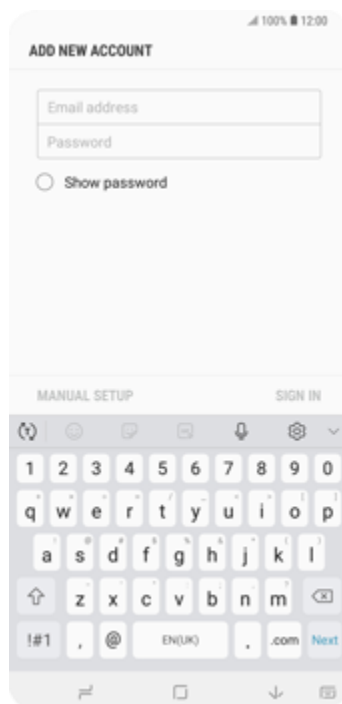 100% 12:00
ADD NEW ACCOUNT
Email address
Password
Show password
MANUAL SETUP SIGN IN
1 2 3 4 5 6 7 8 9 0
q w e r t y u i o p
a s d f g h j k l
z x c v b n m
!#1 , @ EN(UK) . .com Next